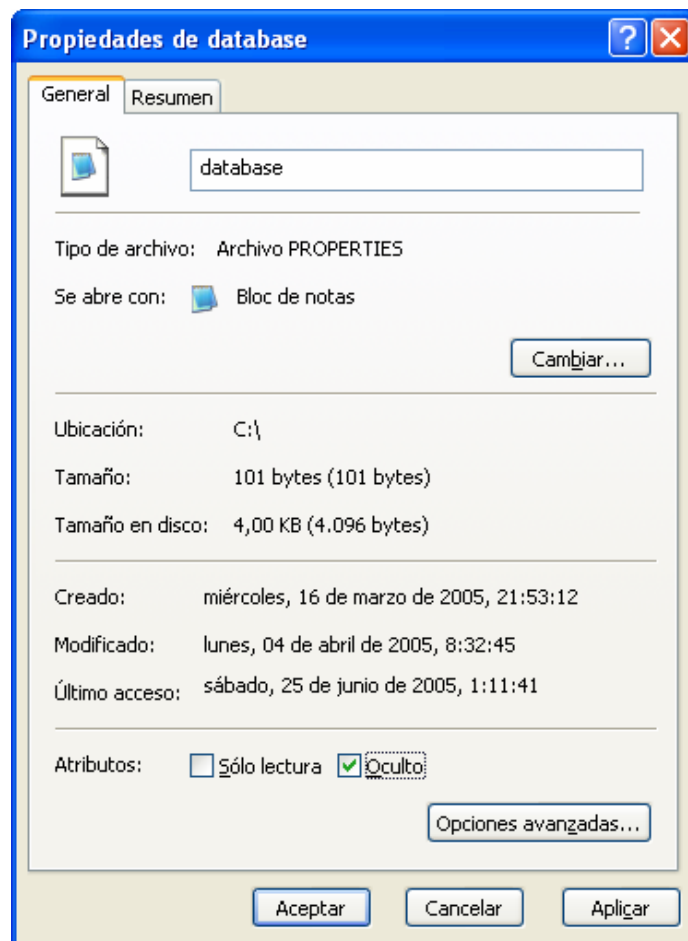 Propiedades de database
General Resumen
database
Tipo de archivo: Archivo PROPERTIES
Se abre con: Bloc de notas
Cambiar...
Ubicación: C:\
Tamaño: 101 bytes (101 bytes)
Tamaño en disco: 4,00 KB (4.096 bytes)
Creado: miércoles, 16 de marzo de 2005, 21:53:12
Modificado: lunes, 04 de abril de 2005, 8:32:45
Último acceso: sábado, 25 de junio de 2005, 1:11:41
Atributos: Sólo lectura Oculto
Opciones avanzadas...
Aceptar Cancelar Aplicar